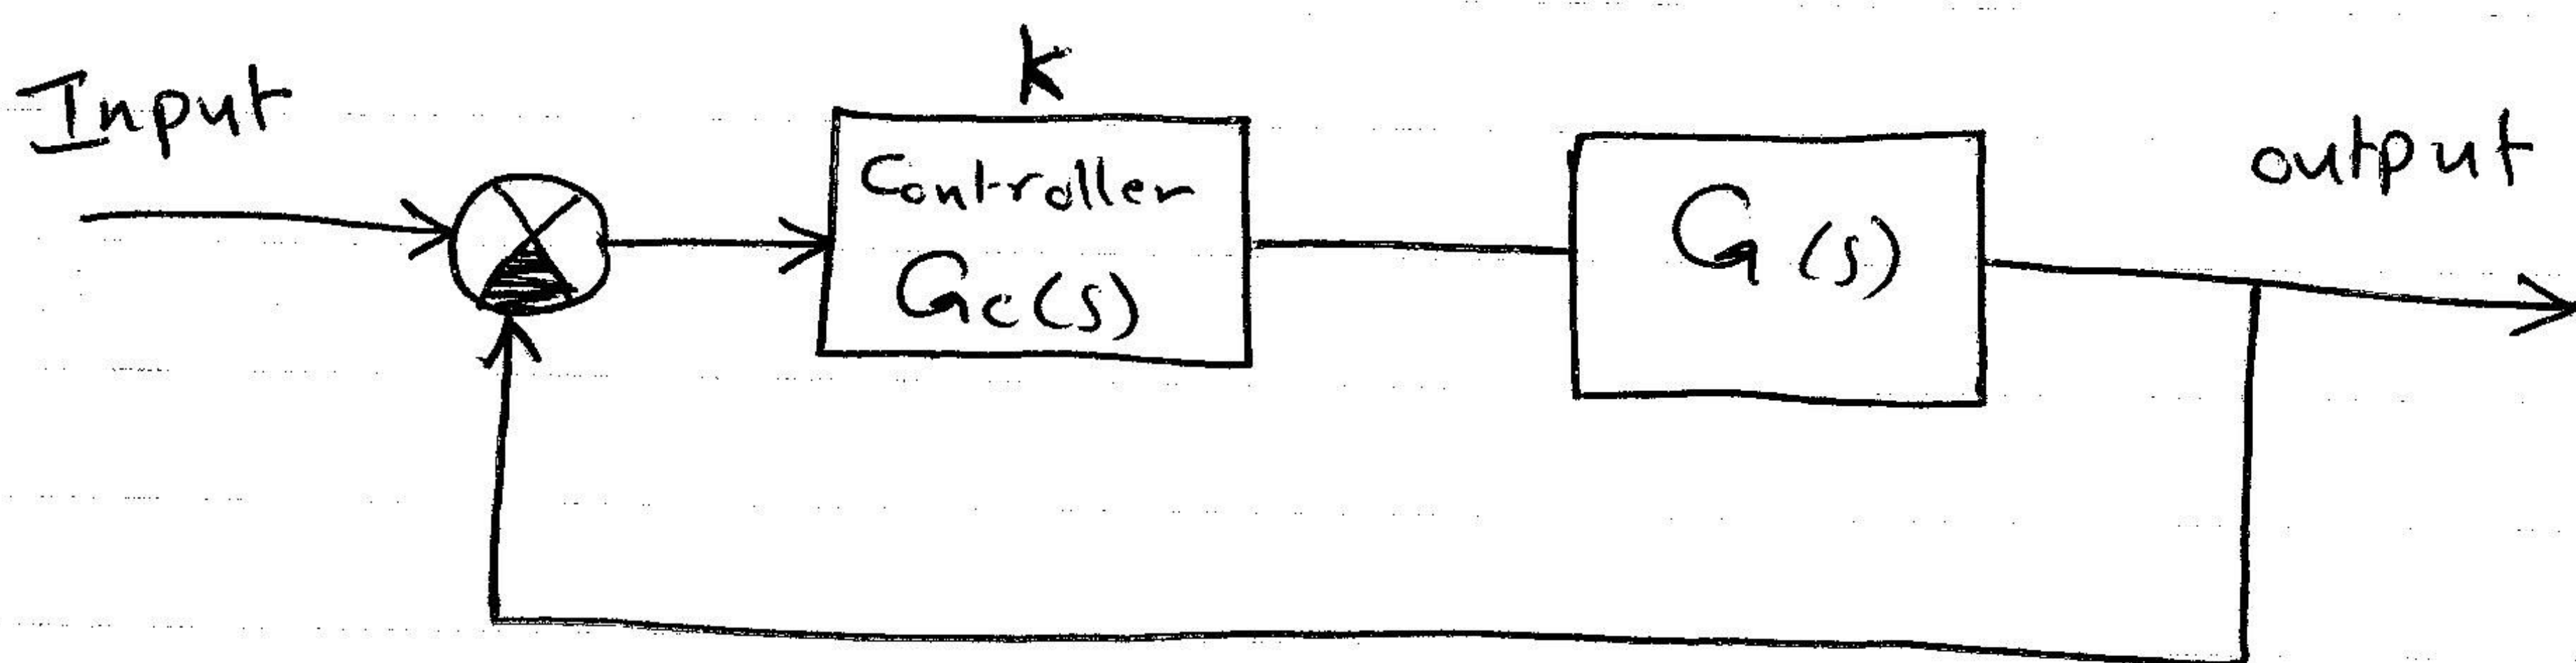 Input
K
Controller
Gc(s)
G(s)
output